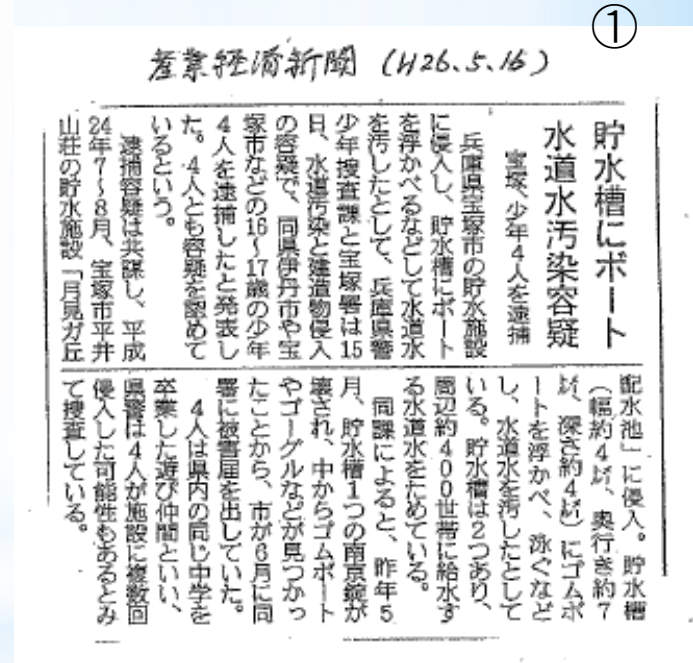 ①
産業経済新聞 (H26.5.16)
貯水槽にボート
水道水汚染容疑
宝塚、少年4人を逮捕
兵庫県宝塚市の貯水施設
に侵入し、貯水槽にボート
を浮かべるなどして水道水
を汚したとして、兵庫県警
少年捜査課と宝塚署は15
日、水道汚染と建造物侵入
の容疑で、同県伊丹市や宝
塚市などの16〜17歳の少年
4人を逮捕したと発表し
た。4人とも容疑を認めて
いるという。
逮捕容疑は共謀し、平成
24年7〜8月、宝塚市平井
山荘の貯水施設「月見ガ丘
配水池」に侵入。貯水槽
(幅約4㍍、奥行き約7
㍍、深さ約4㍍)にゴムボ
ートを浮かべ、泳ぐなど
し、水道水を汚したとして
いる。貯水槽は2つあり、
周辺約400世帯に給水す
る水道水をためている。
同課によると、昨年5
月、貯水槽1つの南京錠が
壊され、中からゴムボート
やゴーグルなどが見つかっ
たことから、市が6月に同
署に被害届を出していた。
4人は県内の同じ中学を
卒業した遊び仲間といい、
県警は4人が施設に複数回
侵入した可能性もあるとみ
て捜査している。